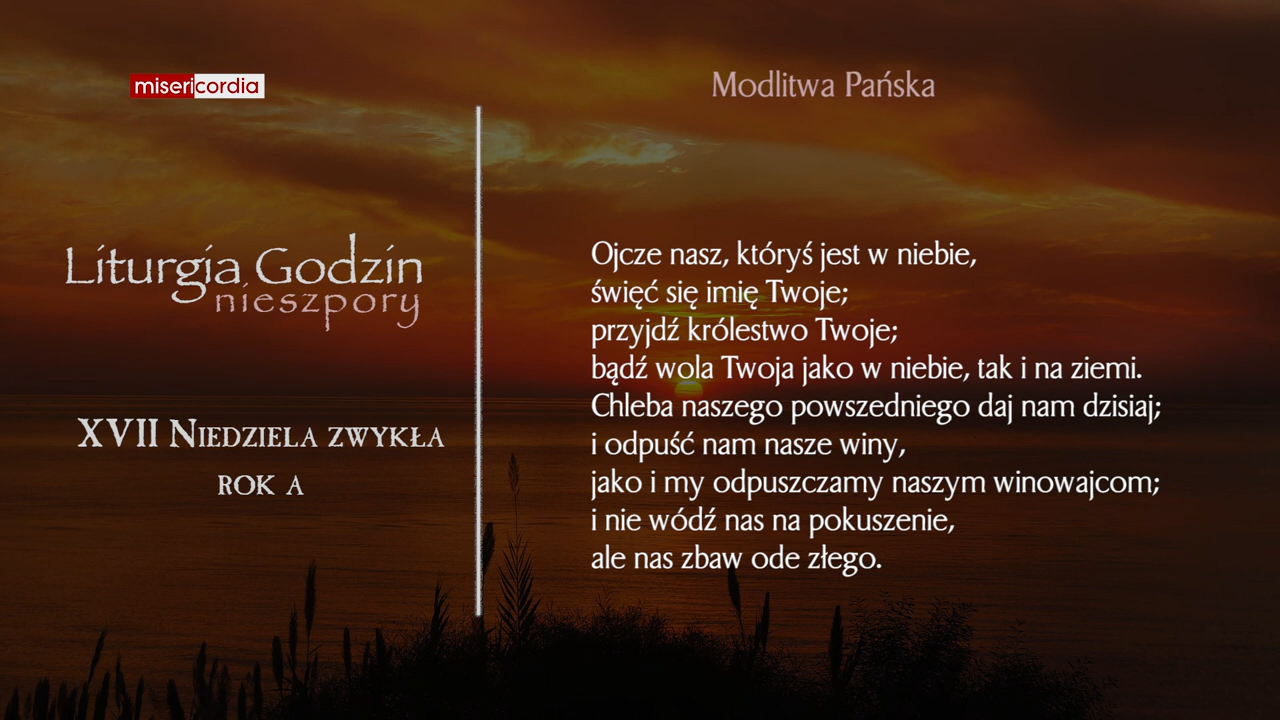 misericordia
Modlitwa Pańska
Liturgia Godzin
nieszpory
XVII Niedziela zwykła
rok A
Ojcze nasz, któryś jest w niebie,
święć się imię Twoje;
przyjdź królestwo Twoje;
bądź wola Twoja jako w niebie, tak i na ziemi.
Chleba naszego powszedniego daj nam dzisiaj;
i odpuść nam nasze winy,
jako i my odpuszczamy naszym winowajcom;
i nie wódź nas na pokuszenie,
ale nas zbaw ode złego.